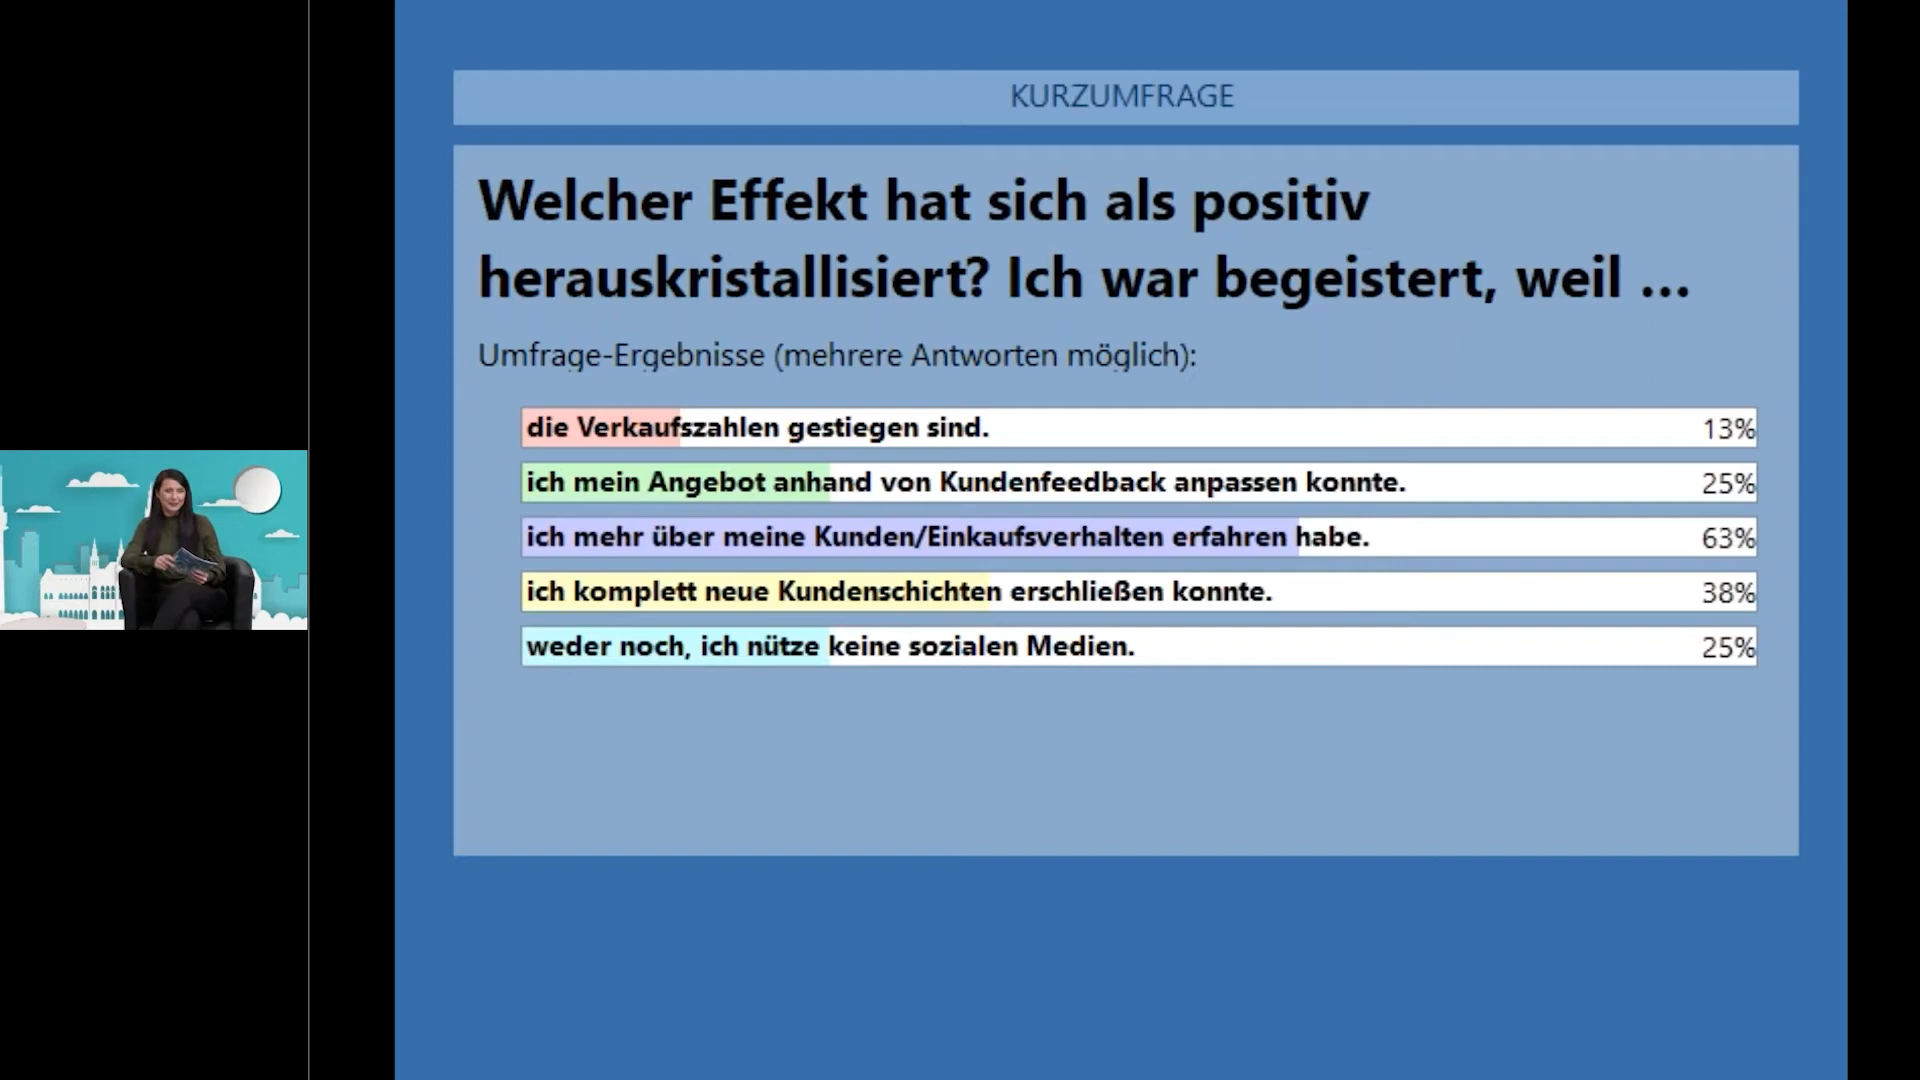 KURZUMFRAGE
Welcher Effekt hat sich als positiv
herauskristallisiert? Ich war begeistert, weil ...
Umfrage-Ergebnisse (mehrere Antworten möglich):
die Verkaufszahlen gestiegen sind. 13%
ich mein Angebot anhand von Kundenfeedback anpassen konnte. 25%
ich mehr über meine Kunden/Einkaufsverhalten erfahren habe. 63%
ich komplett neue Kundenschichten erschließen konnte. 38%
weder noch, ich nütze keine sozialen Medien. 25%